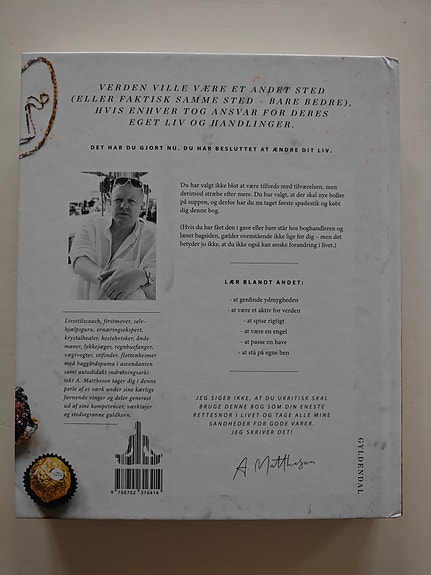 VERDEN VILLE VÆRE ET ANDET STED
(ELLER FAKTISK SAMME STED – BARE BEDRE),
HVIS ENHVER TOG ANSVAR FOR DERES
EGET LIV OG HANDLINGER.
DET HAR DU GJORT NU. DU HAR BESLUTTET AT ÆNDRE DIT LIV.
Du har valgt ikke blot at være tilfreds med tilværelsen, men
derimod stræbe efter mere. Du har valgt, at der skal nye boller
på suppen, og derfor har du nu taget første spadestik og købt
dig denne bog.
(Hvis du har fået den i gave eller bare står hos boghandleren og
læser bagsiden, gælder ovenstående ikke lige for dig – men det
betyder jo ikke, at du ikke også kan ønske forandring i livet.)
LÆR BLANDT ANDET:
- at genfinde ydmygheden
- at være et aktiv for verden
- at spise rigtigt
- at være en engel
- at passe en have
- at stå på egne ben
Livsstilscoach, firstmover, selv-
hjælpsguru, ernæringsekspert,
krystalhealer, hestehvisker, ånde-
maner, lykkejæger, regnbuefanger,
vægtvogter, stifinder, flottenheimer
med baggårdspuma i ascendanten
samt autodidakt indretningsarki-
tekt A. Matthesen tager dig i denne
perle af et værk under sine kærligt
favnende vinger og deler generøst
ud af sine kompetencer, værktøjer
og stedsegrønne guldkorn.
JEG SIGER IKKE, AT DU UKRITISK SKAL
BRUGE DENNE BOG SOM DIN ENESTE
RETTESNOR I LIVET OG TAGE ALLE MINE
SANDHEDER FOR GODE VARER.
JEG SKRIVER DET!
A Matthesen
GYLDENDAL
9 788702 316414